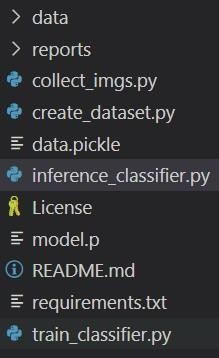 data
reports
collect_imgs.py
create_dataset.py
data.pickle
inference_classifier.py
License
model.p
README.md
requirements.txt
train_classifier.py